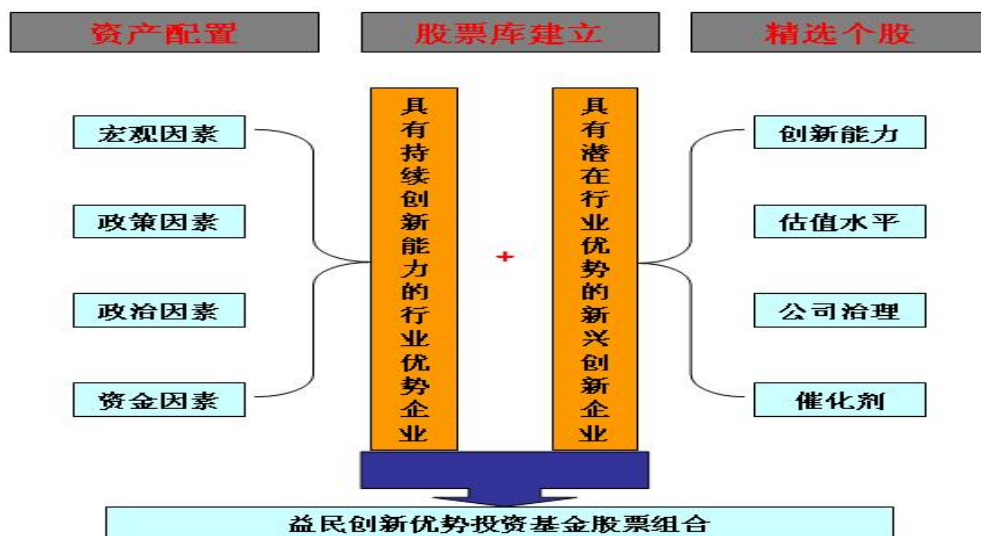 资产配置
股票库建立
精选个股
宏观因素
政策因素
政治因素
资金因素
具有持续创新能力的行业优势企业
+
具有潜在行业优势的新兴创新企业
创新能力
估值水平
公司治理
催化剂
益民创新优势投资基金股票组合